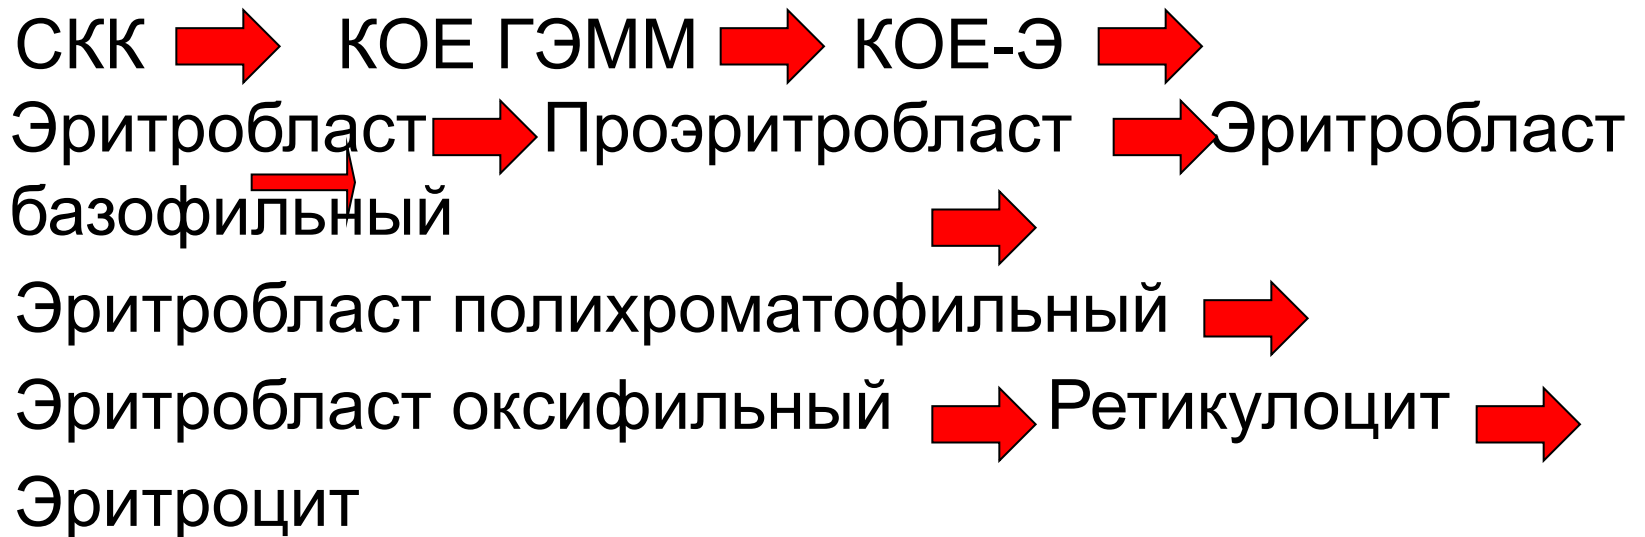 СКК КОЕ ГЭММ КОЕ-Э
Эритробласт Проэритробласт Эритробласт
базофильный
Эритробласт полихроматофильный
Эритробласт оксифильный Ретикулоцит
Эритроцит